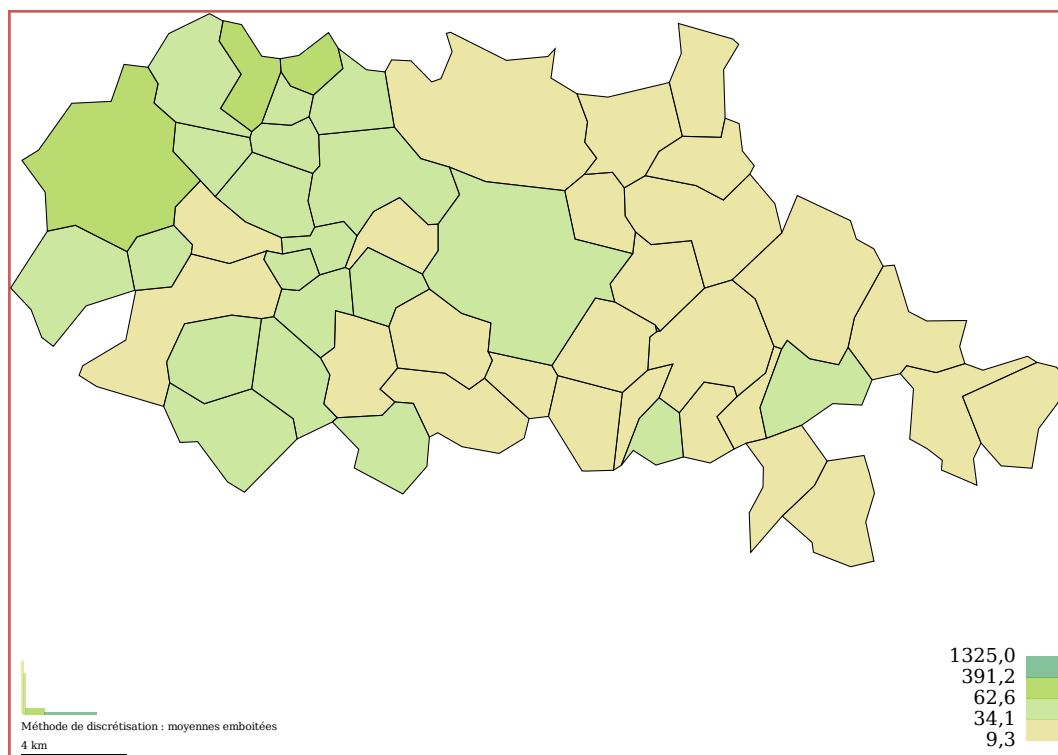 1325,0
391,2
62,6
34,1
9,3
Méthode de discrétisation : moyennes emboitées
4 km